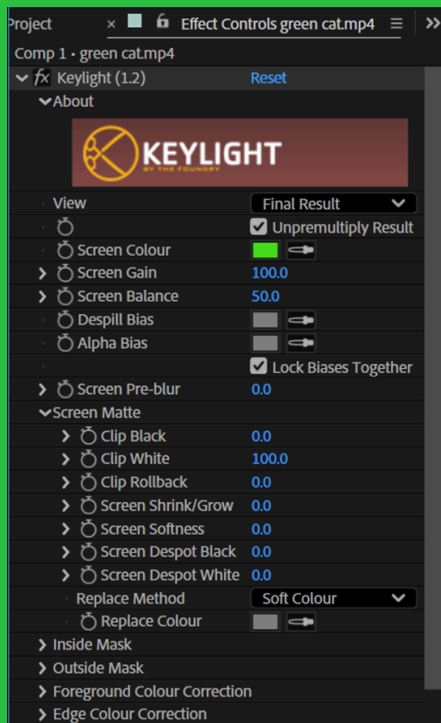 Project × Effect Controls green cat.mp4 ≡ »
Comp 1 • green cat.mp4
fx Keylight (1.2) Reset
About
KEYLIGHT
BY THE FOUNDRY
View Final Result
Unpremultiply Result
Screen Colour
Screen Gain 100.0
Screen Balance 50.0
Despill Bias
Alpha Bias
Lock Biases Together
Screen Pre-blur 0.0
Screen Matte
Clip Black 0.0
Clip White 100.0
Clip Rollback 0.0
Screen Shrink/Grow 0.0
Screen Softness 0.0
Screen Despot Black 0.0
Screen Despot White 0.0
Replace Method Soft Colour
Replace Colour
Inside Mask
Outside Mask
Foreground Colour Correction
Edge Colour Correction